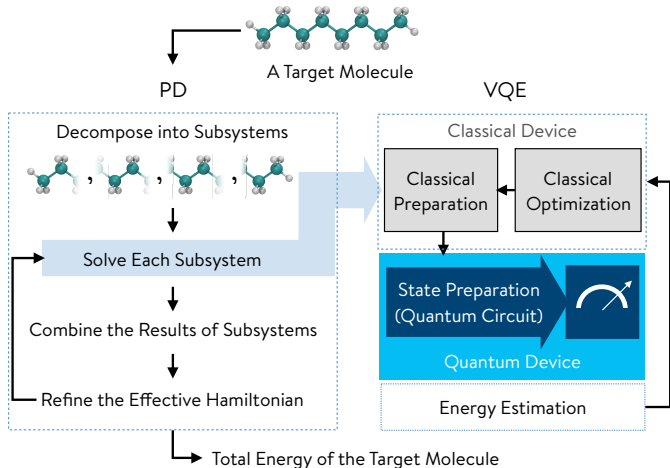 A Target Molecule
PD
VQE
Decompose into Subsystems
, , ,
Solve Each Subsystem
Combine the Results of Subsystems
Refine the Effective Hamiltonian
Classical Device
Classical
Preparation
Classical
Optimization
State Preparation
(Quantum Circuit)
Quantum Device
Energy Estimation
Total Energy of the Target Molecule